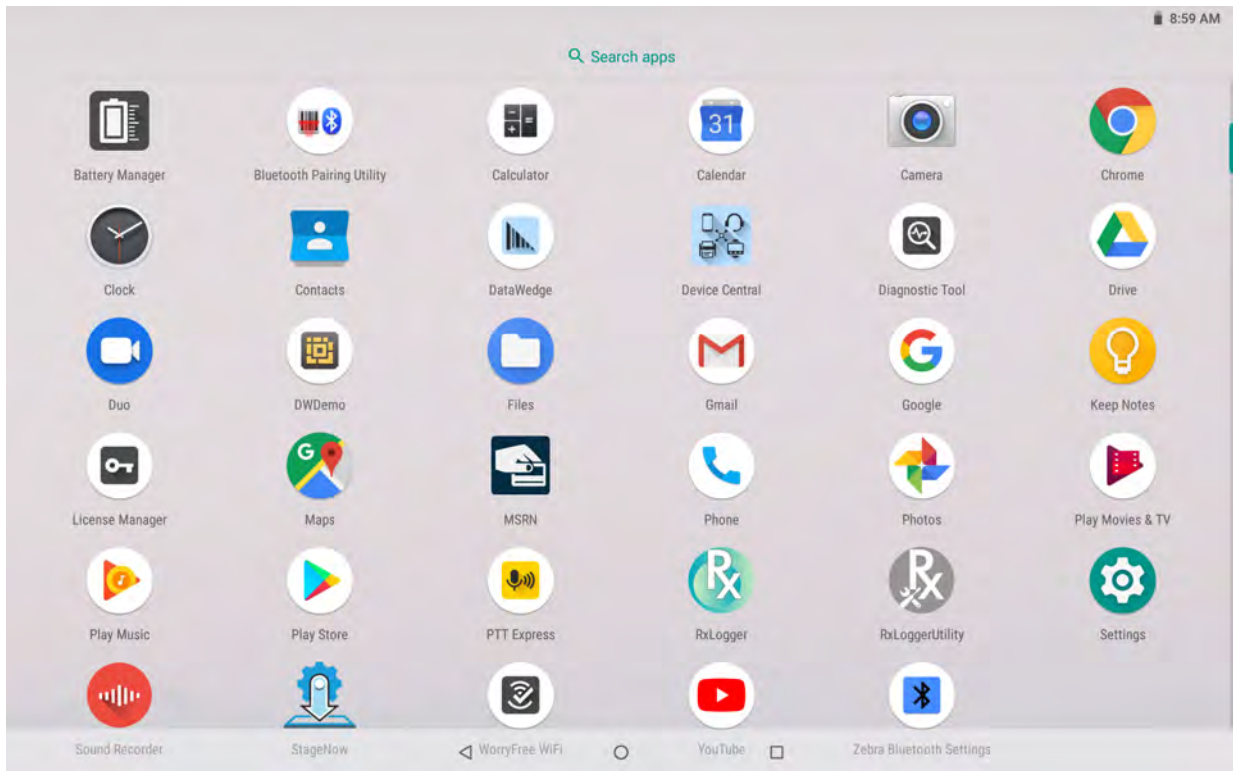 8:59 AM
Search apps
31
Battery Manager Bluetooth Pairing Utility Calculator Calendar Camera Chrome
Clock Contacts DataWedge Device Central Diagnostic Tool Drive
Duo DWDemo Files Gmail Google Keep Notes
G
License Manager Maps MSRN Phone Photos Play Movies & TV
Rx Rx
Play Music Play Store PTT Express RxLogger RxLoggerUtility Settings
Sound Recorder StageNow WorryFree WiFi YouTube Zebra Bluetooth Settings